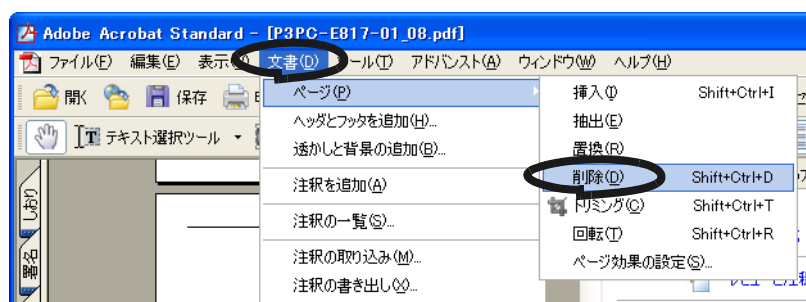 Adobe Acrobat Standard - [P3PC-E817-01_08.pdf]
ファイル(F) 編集(E) 表示 文書(D) ール(T) アドバンスト(A) ウィンドウ(W) ヘルプ(H)
開く 保存
テキスト選択ツール
しおり
署名
ページ(P)
ヘッダとフッタを追加(H)...
透かしと背景の追加(B)...
注釈を追加(A)
注釈の一覧(S)...
注釈の取り込み(M)...
注釈の書き出し(X)...
挿入(I) Shift+Ctrl+I
抽出(E)
置換(R)
削除(D) Shift+Ctrl+D
トリミング(C) Shift+Ctrl+T
回転(T) Shift+Ctrl+R
ページ効果の設定(S)...